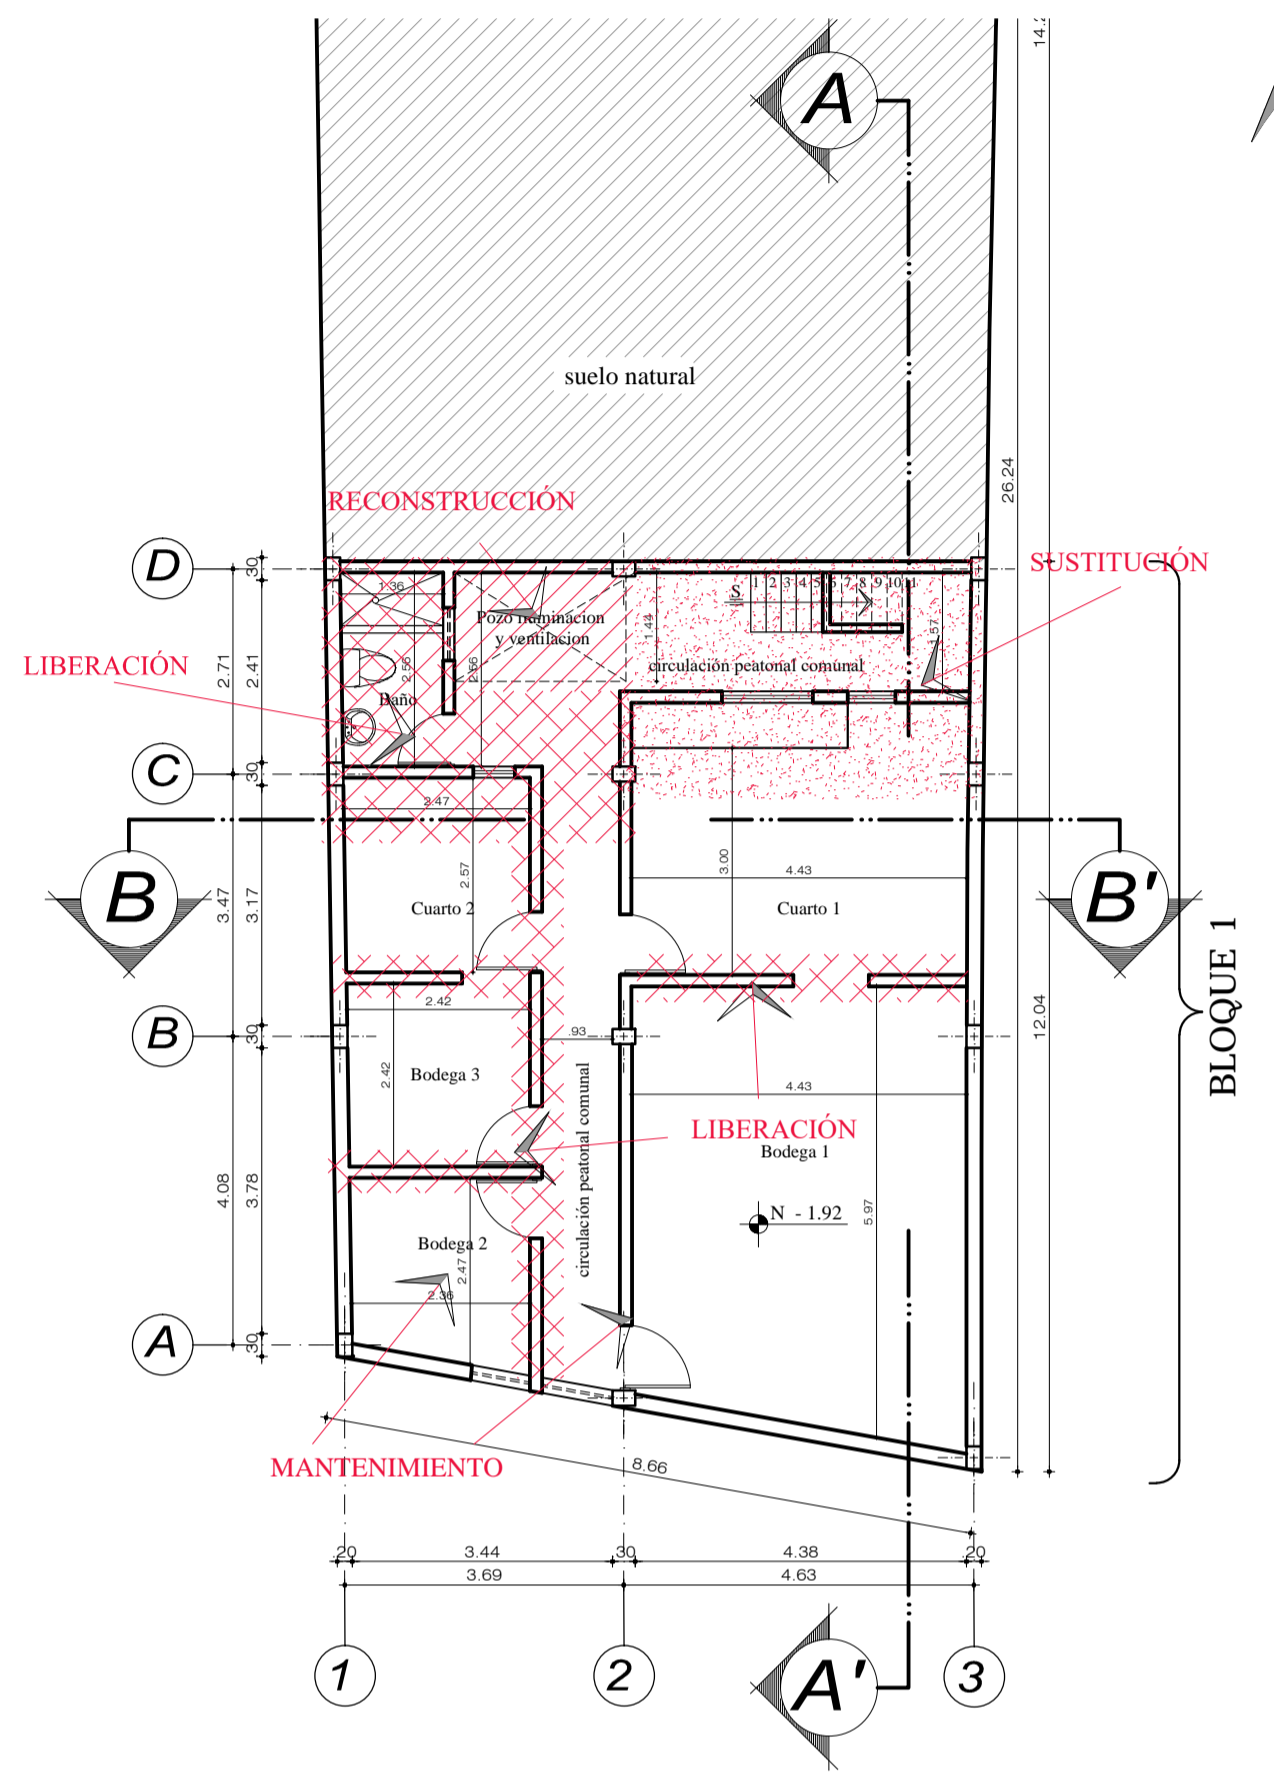 14.2
A
suelo natural
26.24
RECONSTRUCCIÓN
SUSTITUCIÓN
D
.30
1.36
1 2 3 4 5 6 7 8 9 10 11
S
Pozo iluminacion
y ventilacion
1.44
1.57
LIBERACIÓN
2.71
2.41
2.56
2.66
circulación peatonal comunal
Baño
C
.30
2.47
B
3.47
3.17
2.57
3.00
4.43
B'
Cuarto 2
Cuarto 1
BLOQUE 1
2.42
12.04
B
.30
.93
2.42
Bodega 3
4.43
LIBERACIÓN
Bodega 1
circulación peatonal comunal
4.08
3.78
N - 1.92
5.97
Bodega 2
2.47
2.36
A
.30
MANTENIMIENTO
8.66
.20
3.44
.30
4.38
.20
3.69
4.63
1
2
A'
3